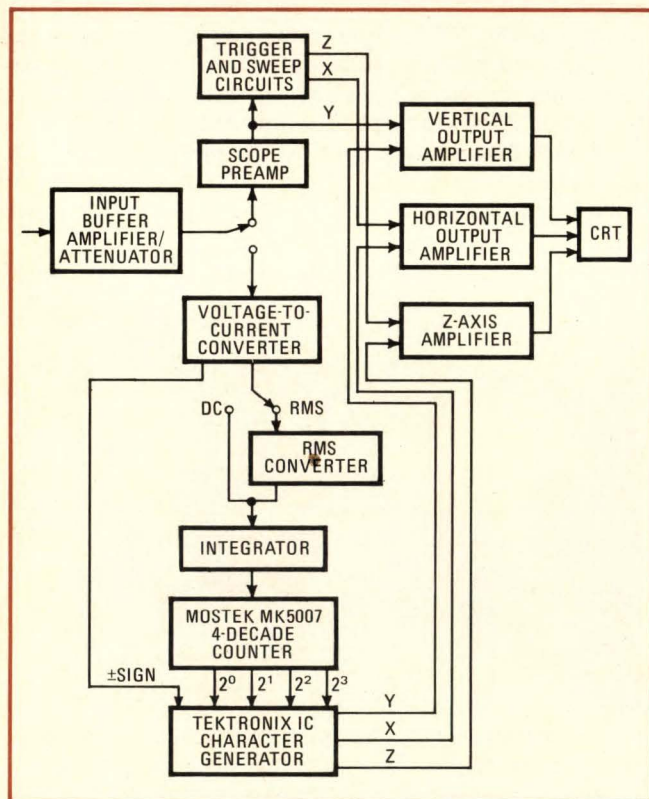 TRIGGER
AND SWEEP
CIRCUITS
Z
X
Y
VERTICAL
OUTPUT
AMPLIFIER
SCOPE
PREAMP
INPUT
BUFFER
AMPLIFIER/
ATTENUATOR
HORIZONTAL
OUTPUT
AMPLIFIER
CRT
VOLTAGE-TO-
CURRENT
CONVERTER
Z-AXIS
AMPLIFIER
DC
RMS
RMS
CONVERTER
INTEGRATOR
MOSTEK MK5007
4-DECADE
COUNTER
±SIGN
2⁰ 2¹ 2² 2³
TEKTRONIX IC
CHARACTER
GENERATOR
Y
X
Z